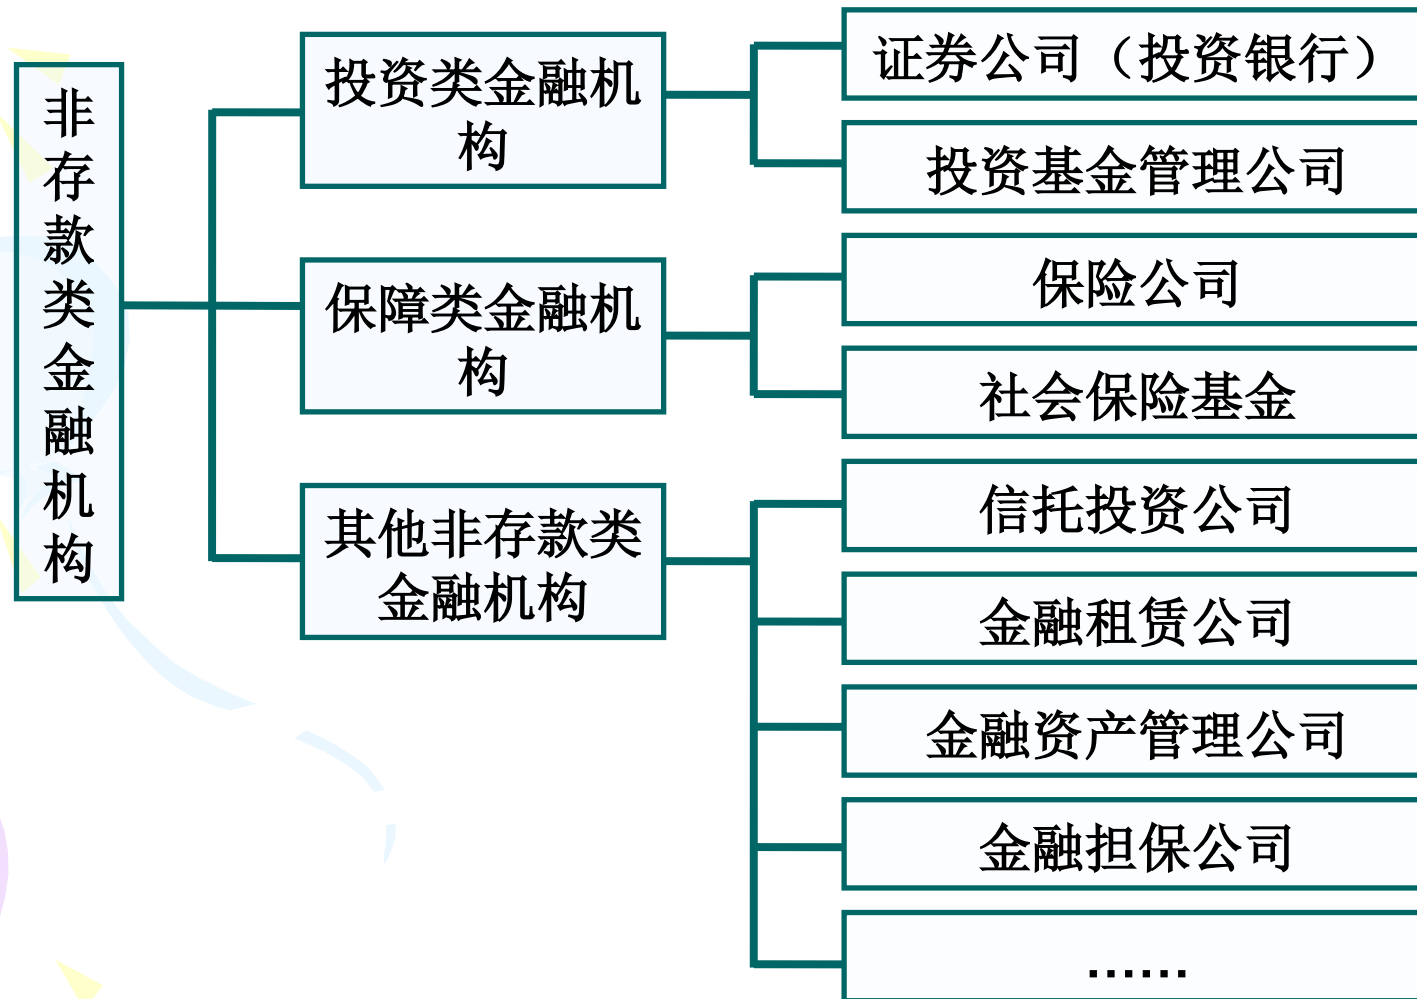 非存款类金融机构
投资类金融机
构
证券公司（投资银行）
投资基金管理公司
保障类金融机
构
保险公司
社会保险基金
其他非存款类
金融机构
信托投资公司
金融租赁公司
金融资产管理公司
金融担保公司
……